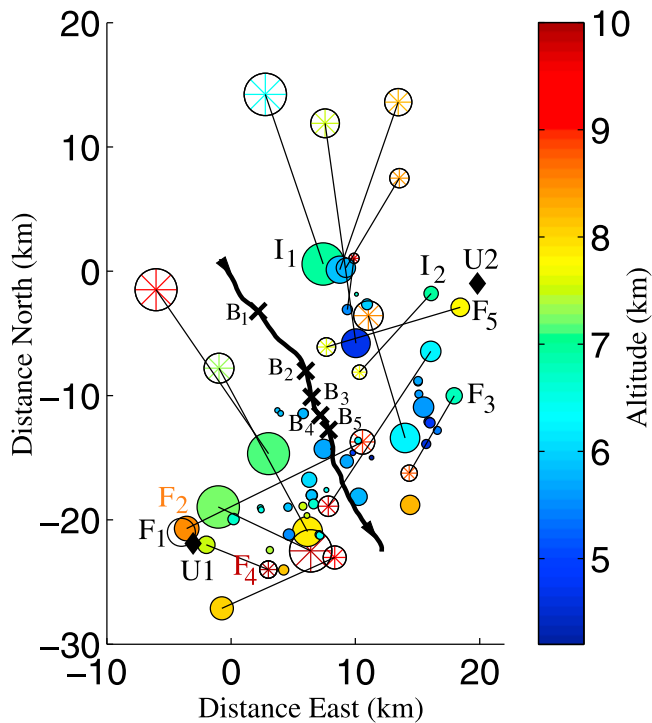 20
10
0
−10
−20
−30
−10
0
10
20
Distance East (km)
Distance North (km)
I1
I2
U2
F5
F3
B1
B2
B3
B4
B5
F2
F1
U1
F4
10
9
8
7
6
5
Altitude (km)